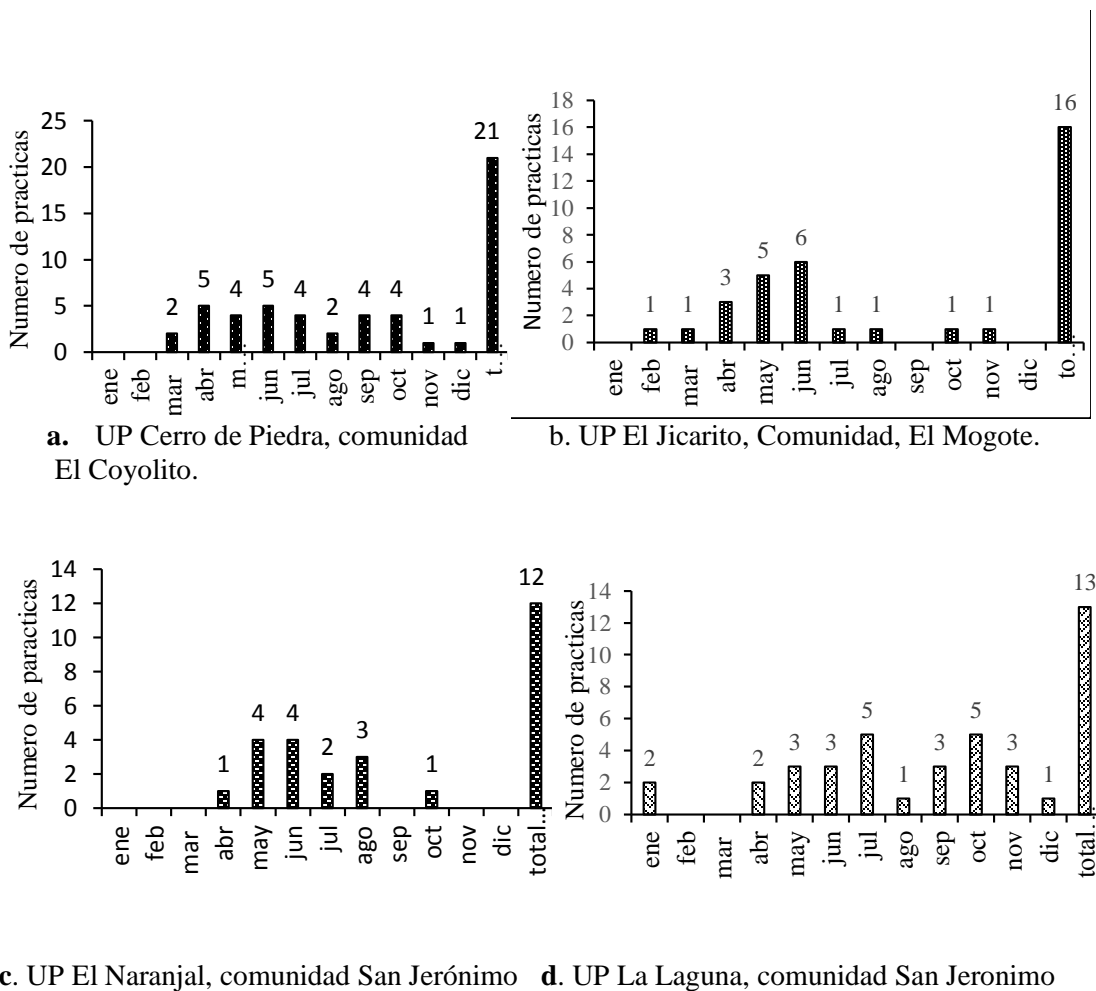 Numero de practicas
25
20
15
10
5
0
2
5
4
5
4
2
4
4
1
1
21
ene
feb
mar
abr
m...
jun
jul
ago
sep
oct
nov
dic
t...
a. UP Cerro de Piedra, comunidad
El Coyolito.
Numero de practicas
18
16
14
12
10
8
6
4
2
0
1
1
3
5
6
1
1
1
1
16
ene
feb
mar
abr
may
jun
jul
ago
sep
oct
nov
dic
to...
b. UP El Jicarito, Comunidad, El Mogote.
Numero de paracticas
14
12
10
8
6
4
2
0
1
4
4
2
3
1
12
ene
feb
mar
abr
may
jun
jul
ago
sep
oct
nov
dic
total...
c. UP El Naranjal, comunidad San Jerónimo
Numero de practicas
14
12
10
8
6
4
2
0
2
2
3
3
5
1
3
5
3
1
13
ene
feb
mar
abr
may
jun
jul
ago
sep
oct
nov
dic
total...
d. UP La Laguna, comunidad San Jeronimo